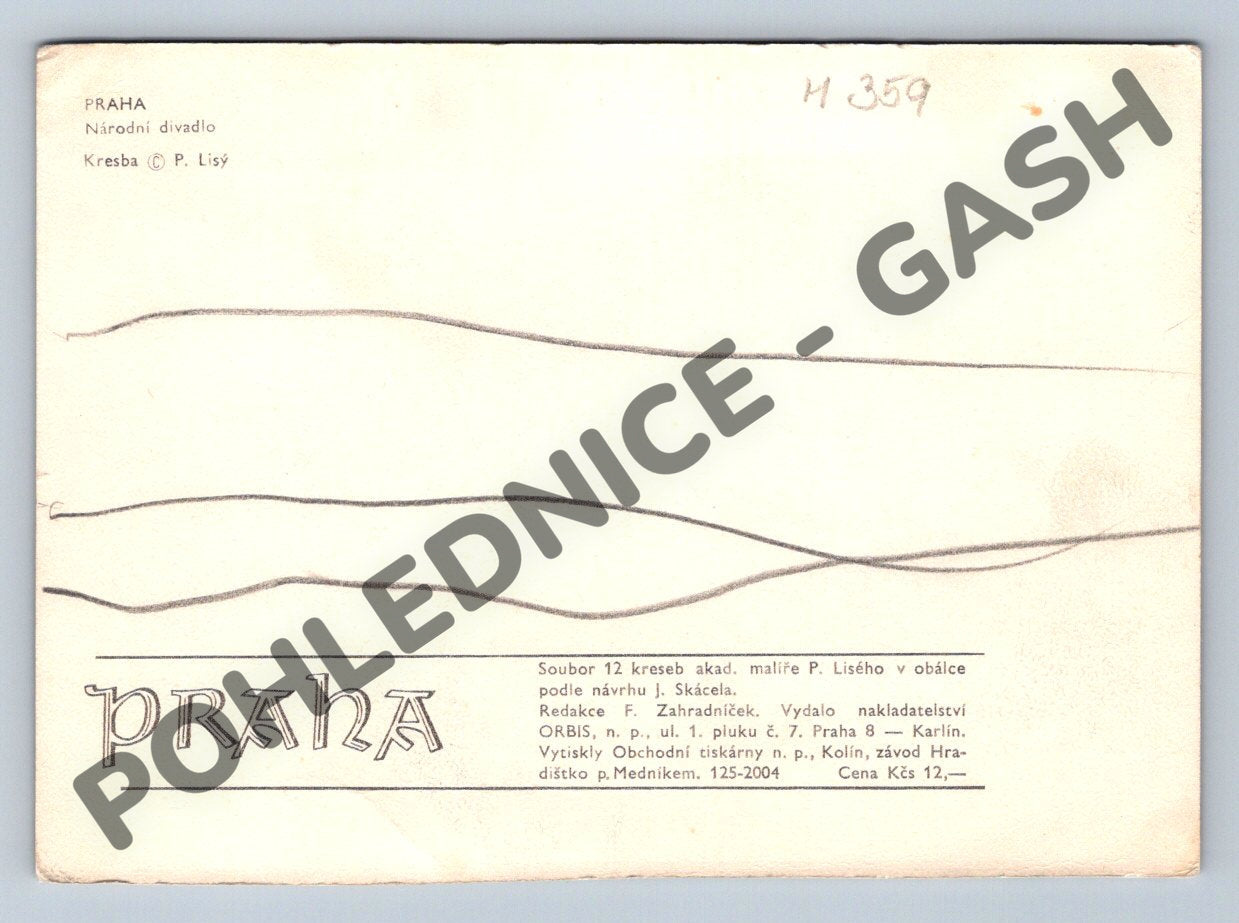 PRAHA
Národní divadlo
Kresba © P. Lisý
H 359
POHLEDNICE - GASH
PRAHA
Soubor 12 kreseb akad. malíře P. Lisého v obálce
podle návrhu J. Skácela.
Redakce F. Zahradníček. Vydalo nakladatelství
ORBIS, n. p., ul. 1. pluku č. 7. Praha 8 — Karlín.
Vytiskly Obchodní tiskárny n. p., Kolín, závod Hra-
dištko p. Medníkem. 125-2004 Cena Kčs 12,—